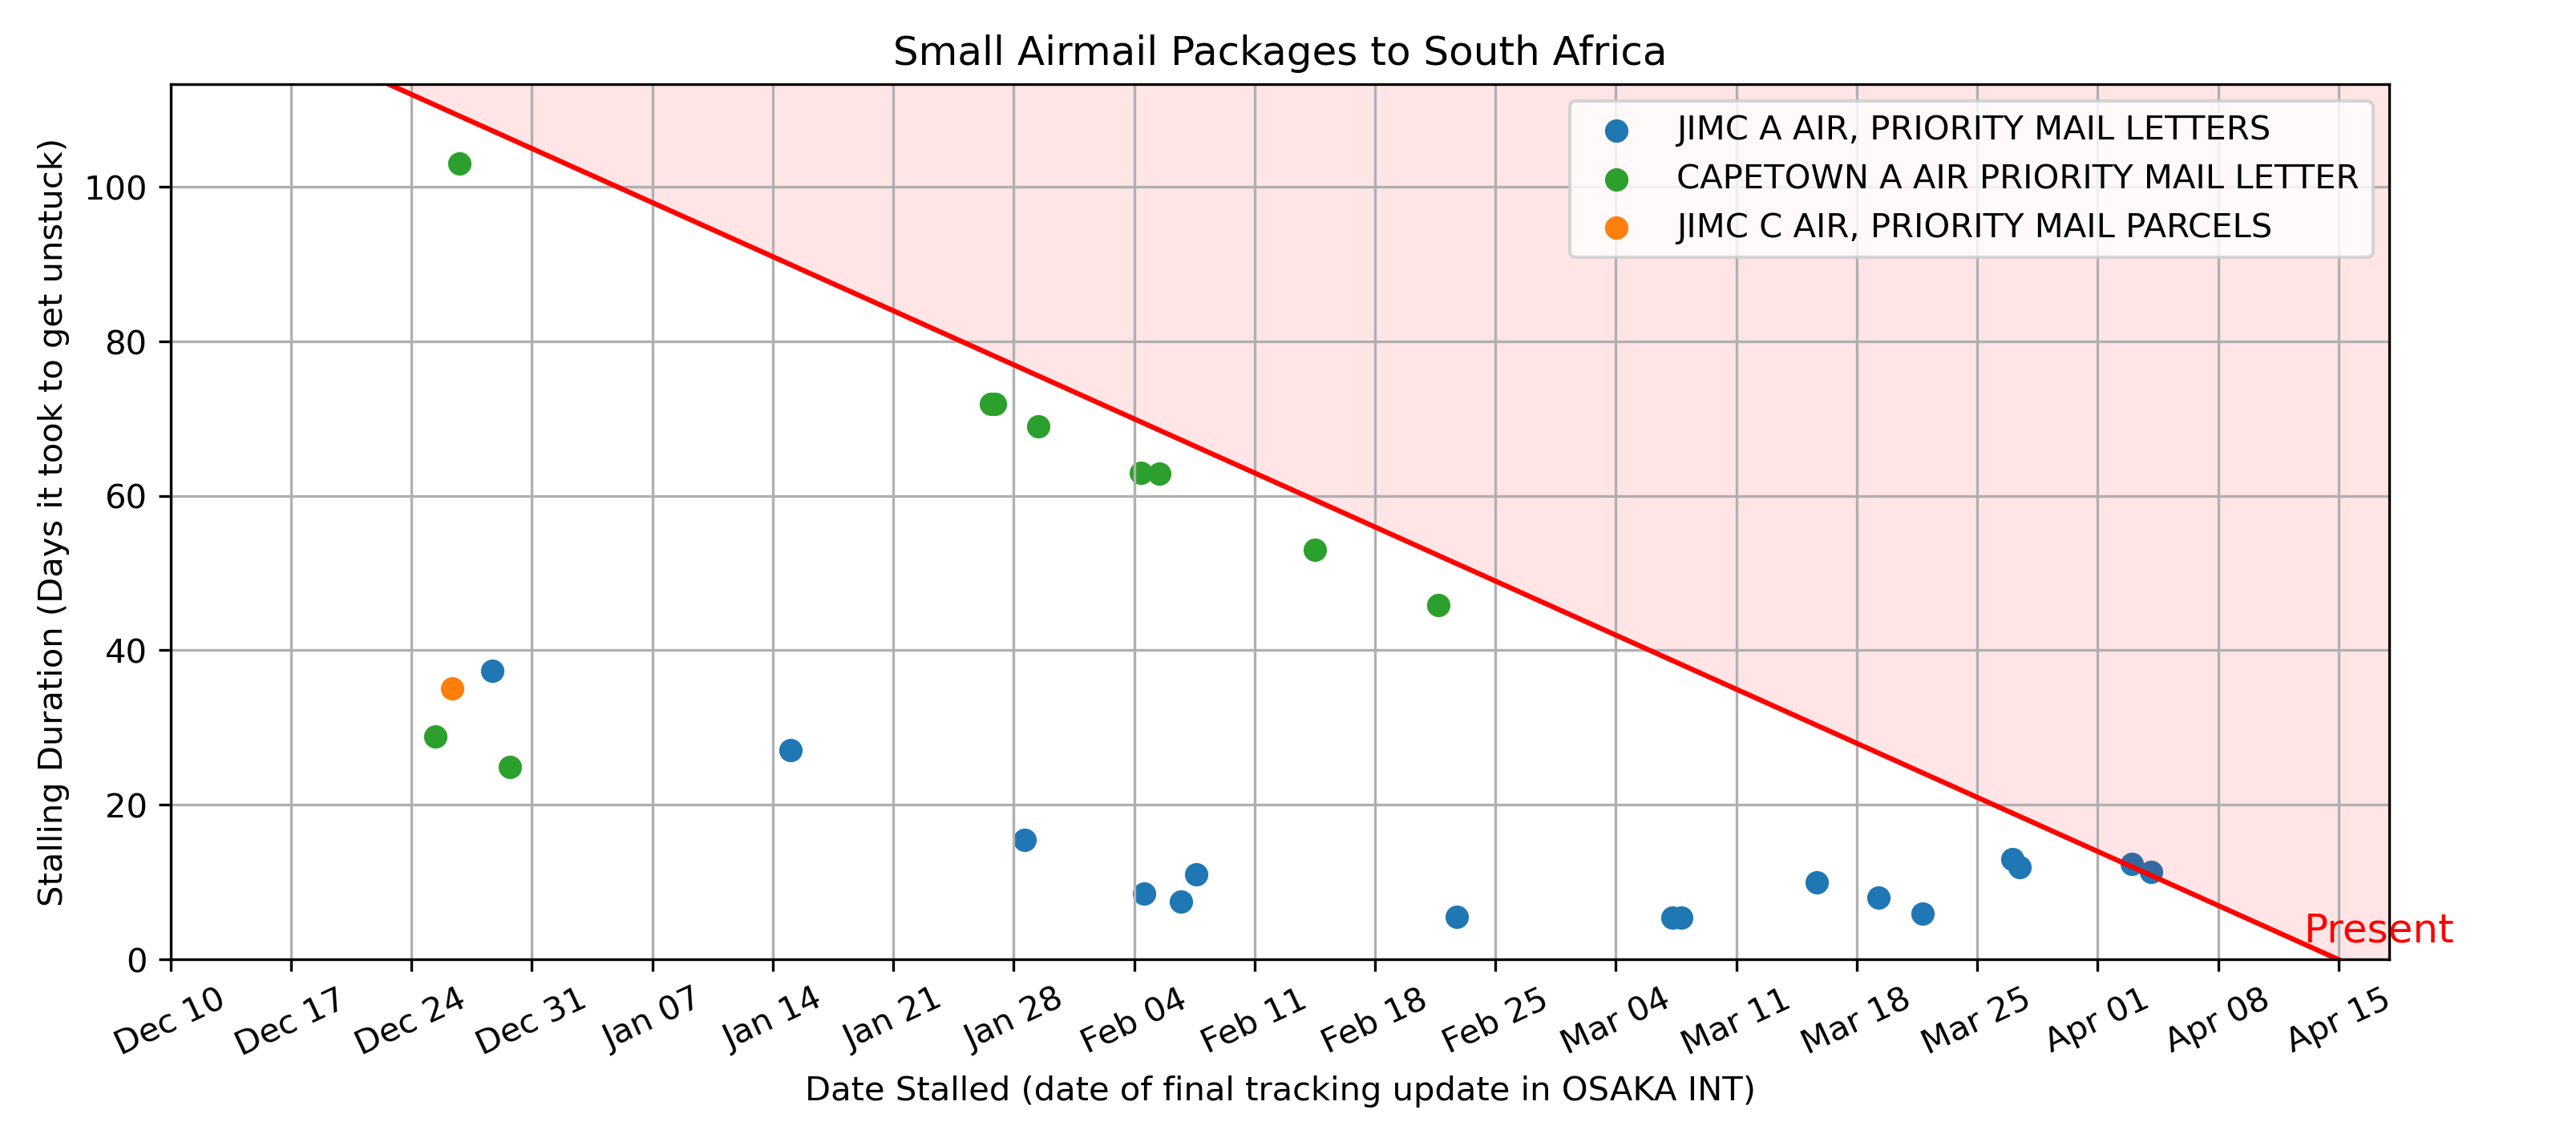 Small Airmail Packages to South Africa
JIMC A AIR, PRIORITY MAIL LETTERS
CAPETOWN A AIR PRIORITY MAIL LETTER
JIMC C AIR, PRIORITY MAIL PARCELS
Stalling Duration (Days it took to get unstuck)
100
80
60
40
20
0
Present
Dec 10
Dec 17
Dec 24
Dec 31
Jan 07
Jan 14
Jan 21
Jan 28
Feb 04
Feb 11
Feb 18
Feb 25
Mar 04
Mar 11
Mar 18
Mar 25
Apr 01
Apr 08
Apr 15
Date Stalled (date of final tracking update in OSAKA INT)